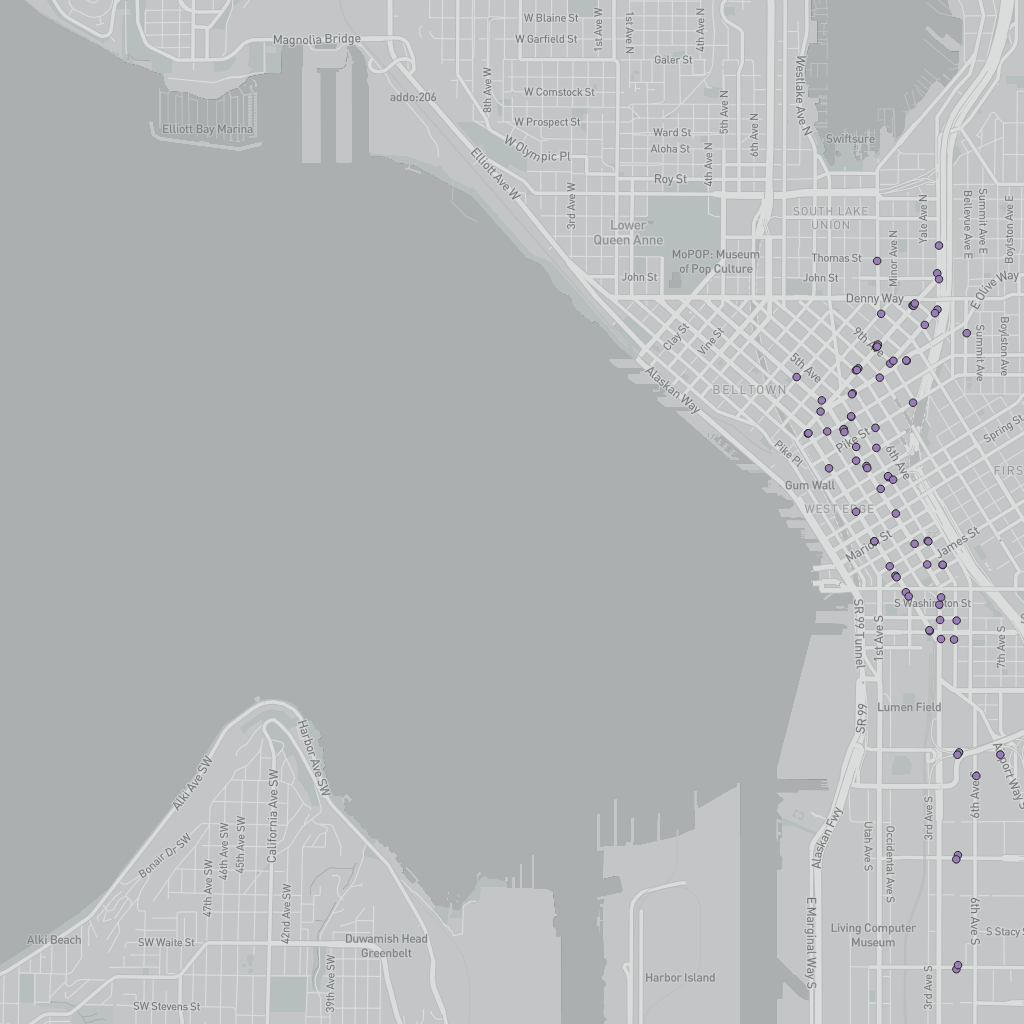 W Blaine St
1st Ave W
1st Ave N
4th Ave N
Magnolia Bridge
W Garfield St
Galer St
Westlake Ave N
8th Ave W
addo:206
W Comstock St
5th Ave N
6th Ave N
Elliott Bay Marina
W Prospect St
Ward St
Swiftsure
W Olympic Pl
Aloha St
4th Ave N
Elliott Ave W
Roy St
3rd Ave W
Yale Ave N
Bellevue Ave E
Summit Ave E
Boylston Ave E
SOUTH LAKE
UNION
Lower
Queen Anne
Minor Ave N
MoPOP: Museum
of Pop Culture
Thomas St
John St
John St
E Olive Way
Denny Way
Clay St
Vine St
9th Ave
Summit Ave
Boylston Ave
5th Ave
Alaskan Way
BELLTOWN
Spring St
Pike St
Pike Pl
6th Ave
FIRS
Gum Wall
WEST EDGE
Marion St
James St
S Washington St
SR 99 Tunnel
1st Ave S
7th Ave S
S
Lumen Field
SR 99
Harbor Ave SW
Alki Ave SW
Airport Way S
California Ave SW
6th Ave S
3rd Ave S
Alaskan Fwy
Utah Ave S
Occidental Ave S
46th Ave SW
45th Ave SW
Bonair Dr SW
47th Ave SW
42nd Ave SW
E Marginal Way S
6th Ave S
Alki Beach
SW Waite St
Duwamish Head
Greenbelt
Living Computer
Museum
S Stacy S
39th Ave SW
Harbor Island
3rd Ave S
SW Stevens St